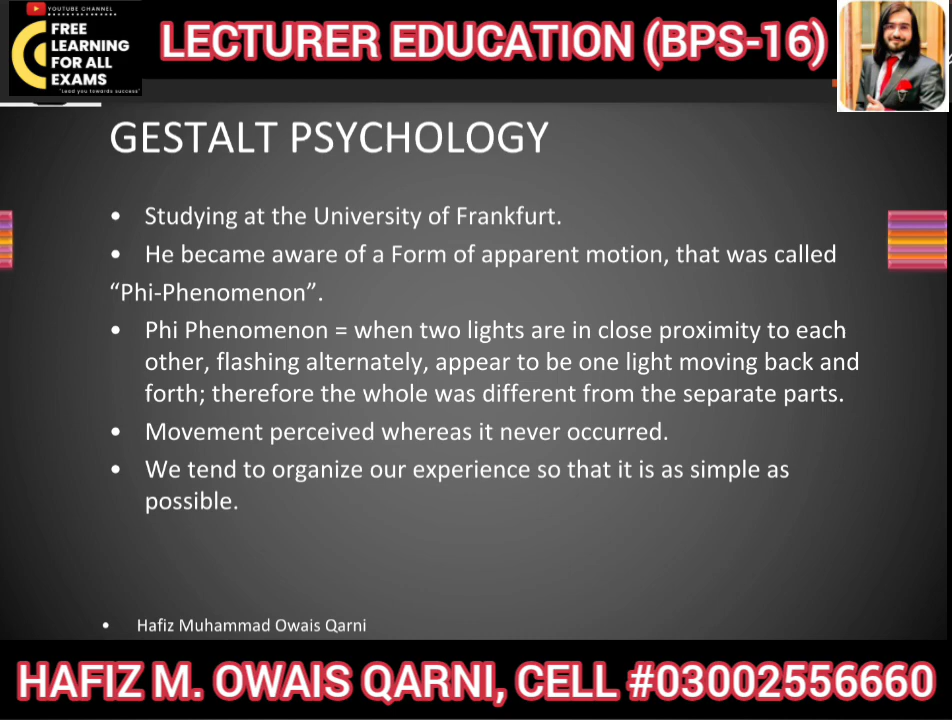 YOUTUBE CHANNEL
FREE
LEARNING
FOR ALL
EXAMS
"Lead you towards success"
LECTURER EDUCATION (BPS-16)
GESTALT PSYCHOLOGY
• Studying at the University of Frankfurt.
• He became aware of a Form of apparent motion, that was called
“Phi-Phenomenon”.
• Phi Phenomenon = when two lights are in close proximity to each
other, flashing alternately, appear to be one light moving back and
forth; therefore the whole was different from the separate parts.
• Movement perceived whereas it never occurred.
• We tend to organize our experience so that it is as simple as
possible.
• Hafiz Muhammad Owais Qarni
HAFIZ M. OWAIS QARNI, CELL #03002556660